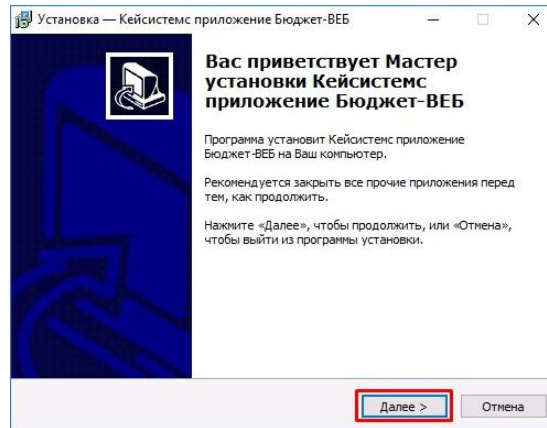 Установка — Кейсистемс приложение Бюджет-ВЕБ
Вас приветствует Мастер
установки Кейсистемс
приложение Бюджет-ВЕБ
Программа установит Кейсистемс приложение
Бюджет-ВЕБ на Ваш компьютер.
Рекомендуется закрыть все прочие приложения перед
тем, как продолжить.
Нажмите «Далее», чтобы продолжить, или «Отмена»,
чтобы выйти из программы установки.
Далее >
Отмена